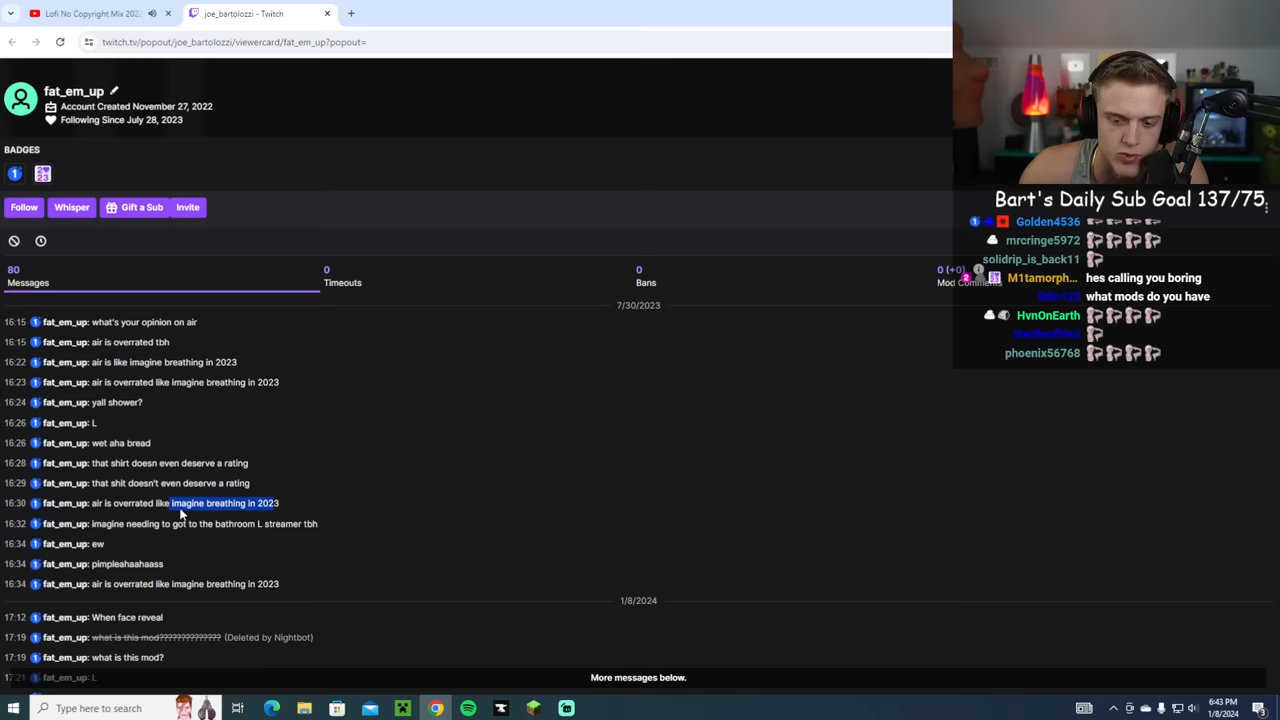 Lofi No Copyright Mix 2022
joe_bartolozzi - Twitch
twitch.tv/popout/joe_bartolozzi/viewercard/fat_em_up?popout=
fat_em_up
Account Created November 27, 2022
Following Since July 28, 2023
BADGES
Follow
Whisper
Gift a Sub
Invite
80
Messages
0
Timeouts
0
Bans
0 (+0)
Mod Comments
7/30/2023
16:15 fat_em_up: what's your opinion on air
16:15 fat_em_up: air is overrated tbh
16:22 fat_em_up: air is like imagine breathing in 2023
16:23 fat_em_up: air is overrated like imagine breathing in 2023
16:24 fat_em_up: yall shower?
16:26 fat_em_up: L
16:26 fat_em_up: wet aha bread
16:28 fat_em_up: that shirt doesn even deserve a rating
16:29 fat_em_up: that shit doesn't even deserve a rating
16:30 fat_em_up: air is overrated like imagine breathing in 2023
16:32 fat_em_up: imagine needing to got to the bathroom L streamer tbh
16:34 fat_em_up: ew
16:34 fat_em_up: pimpleahaahaass
16:34 fat_em_up: air is overrated like imagine breathing in 2023
1/8/2024
17:12 fat_em_up: When face reveal
17:19 fat_em_up: what is this mod?????????????? (Deleted by Nightbot)
17:19 fat_em_up: what is this mod?
17:21 fat_em_up: L
More messages below.
Bart's Daily Sub Goal 137/75
Golden4536
mrcringe5972
solidrip_is_back11
M1tamorph... hes calling you boring
what mods do you have
HvnOnEarth
phoenix56768
Type here to search
6:43 PM
1/8/2024